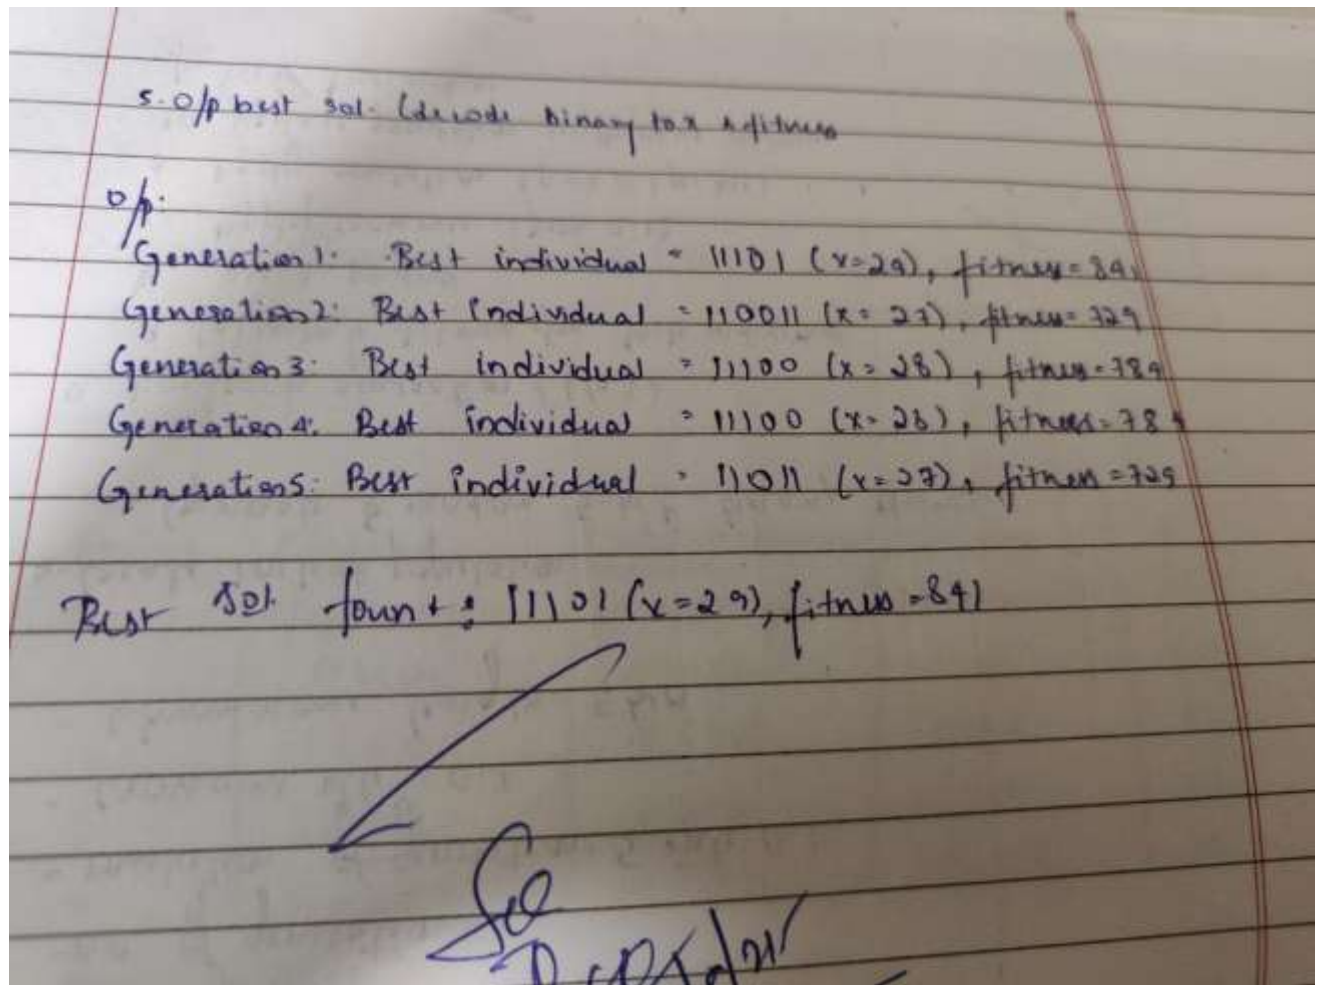 5. O/p best sol. (decode binary to x & fitness
O/p:
Generation 1: Best individual = 11101 (x=29), fitness = 841
Generation 2: Best individual = 110011 (x = 27), fitness = 729
Generation 3: Best individual = 11100 (x = 28), fitness = 784
Generation 4: Best individual = 11100 (x = 28), fitness = 784
Generation 5: Best individual = 11011 (x = 27), fitness = 729
Best sol. fount : 11101 (x = 29), fitness = 841